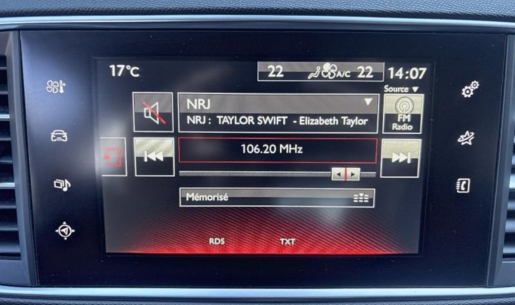 17°C
22 A/C 22
14:07
Source ▼
NRJ ▼
NRJ : TAYLOR SWIFT - Elizabeth Taylor
FM
Radio
106.20 MHz
Mémorisé
RDS TXT